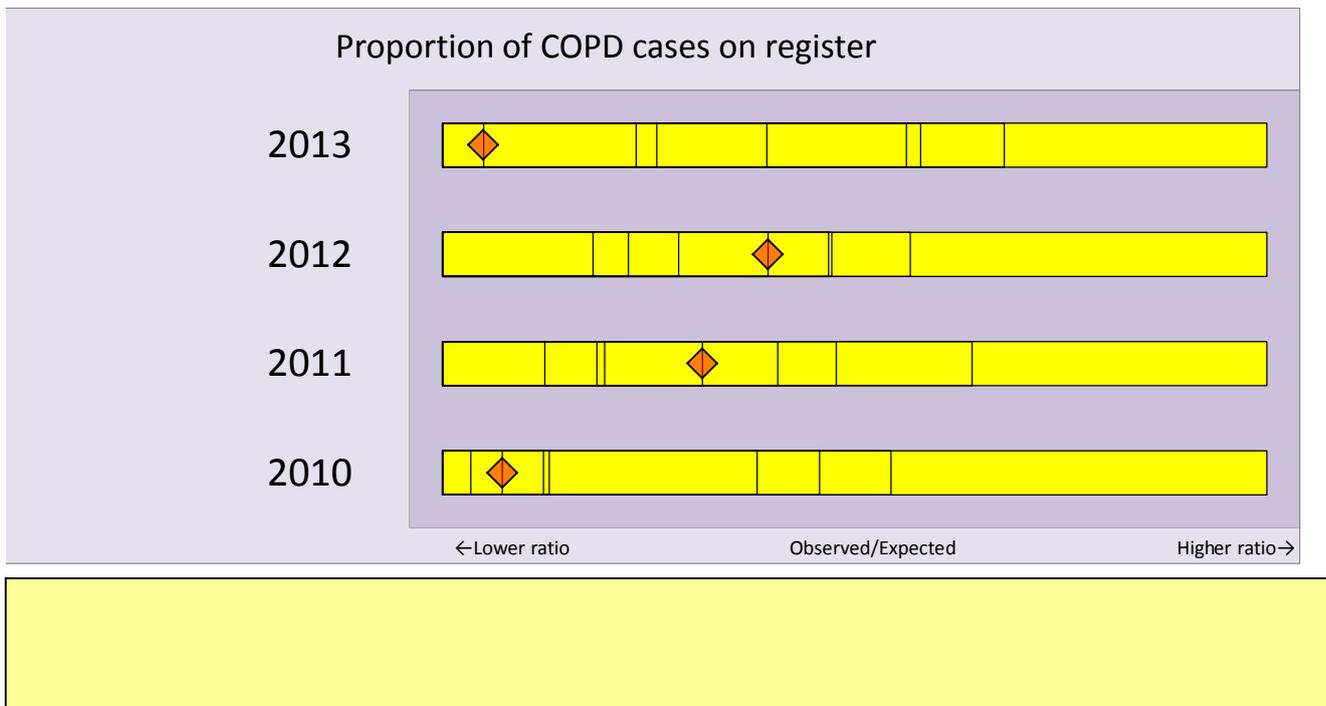 Proportion of COPD cases on register
2013
2012
2011
2010
←Lower ratio Observed/Expected Higher ratio→